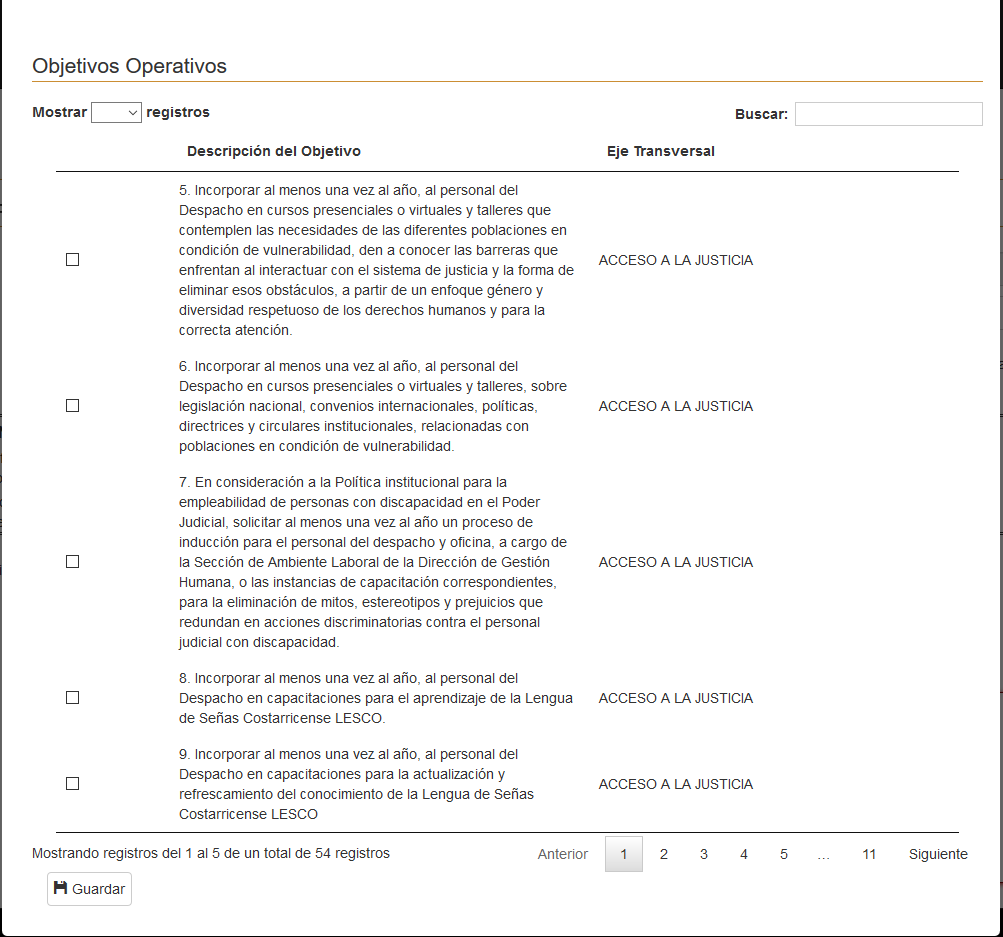 Objetivos Operativos
Mostrar registros
Buscar:
Descripción del Objetivo Eje Transversal
5. Incorporar al menos una vez al año, al personal del
Despacho en cursos presenciales o virtuales y talleres que
contemplen las necesidades de las diferentes poblaciones en
condición de vulnerabilidad, den a conocer las barreras que
enfrentan al interactuar con el sistema de justicia y la forma de
eliminar esos obstáculos, a partir de un enfoque género y
diversidad respetuoso de los derechos humanos y para la
correcta atención.
ACCESO A LA JUSTICIA
6. Incorporar al menos una vez al año, al personal del
Despacho en cursos presenciales o virtuales y talleres, sobre
legislación nacional, convenios internacionales, políticas,
directrices y circulares institucionales, relacionadas con
poblaciones en condición de vulnerabilidad.
ACCESO A LA JUSTICIA
7. En consideración a la Política institucional para la
empleabilidad de personas con discapacidad en el Poder
Judicial, solicitar al menos una vez al año un proceso de
inducción para el personal del despacho y oficina, a cargo de
la Sección de Ambiente Laboral de la Dirección de Gestión
Humana, o las instancias de capacitación correspondientes,
para la eliminación de mitos, estereotipos y prejuicios que
redundan en acciones discriminatorias contra el personal
judicial con discapacidad.
ACCESO A LA JUSTICIA
8. Incorporar al menos una vez al año, al personal del
Despacho en capacitaciones para el aprendizaje de la Lengua
de Señas Costarricense LESCO.
ACCESO A LA JUSTICIA
9. Incorporar al menos una vez al año, al personal del
Despacho en capacitaciones para la actualización y
refrescamiento del conocimiento de la Lengua de Señas
Costarricense LESCO
ACCESO A LA JUSTICIA
Mostrando registros del 1 al 5 de un total de 54 registros
Anterior 1 2 3 4 5 … 11 Siguiente
Guardar